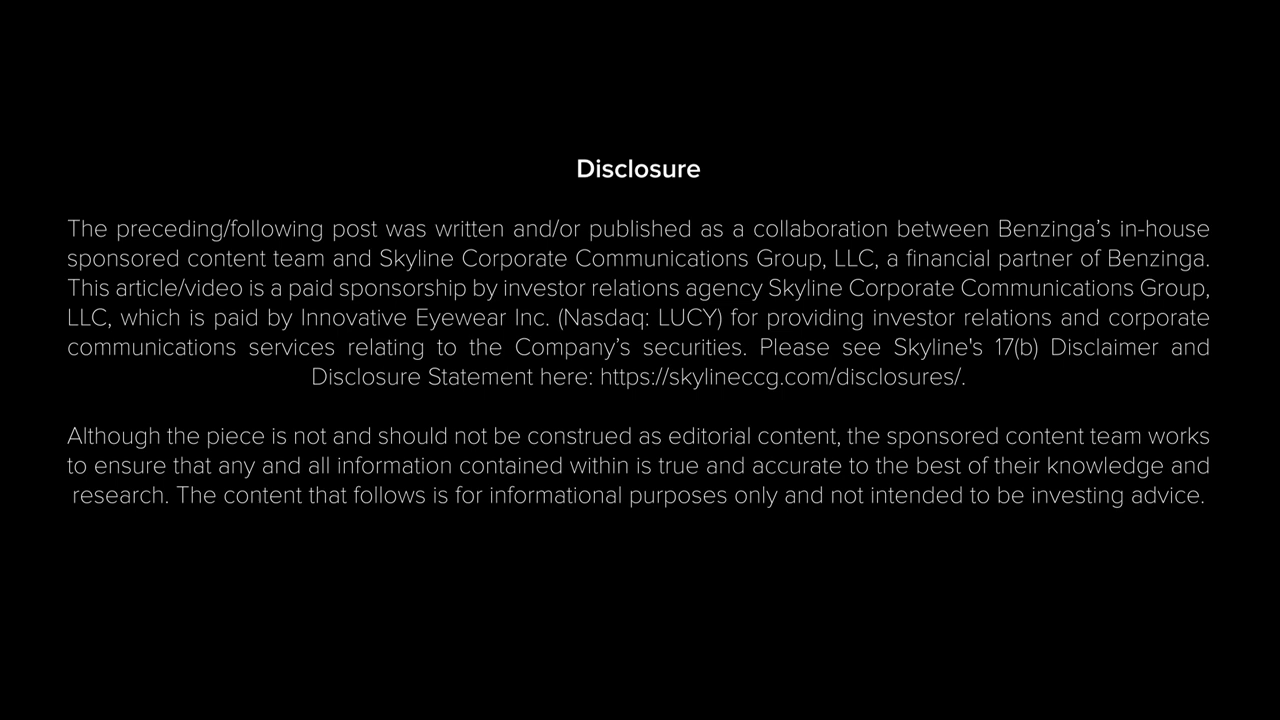 Disclosure
The preceding/following post was written and/or published as a collaboration between Benzinga’s in-house
sponsored content team and Skyline Corporate Communications Group, LLC, a financial partner of Benzinga.
This article/video is a paid sponsorship by investor relations agency Skyline Corporate Communications Group,
LLC, which is paid by Innovative Eyewear Inc. (Nasdaq: LUCY) for providing investor relations and corporate
communications services relating to the Company’s securities. Please see Skyline's 17(b) Disclaimer and
Disclosure Statement here: https://skylineccg.com/disclosures/.
Although the piece is not and should not be construed as editorial content, the sponsored content team works
to ensure that any and all information contained within is true and accurate to the best of their knowledge and
research. The content that follows is for informational purposes only and not intended to be investing advice.